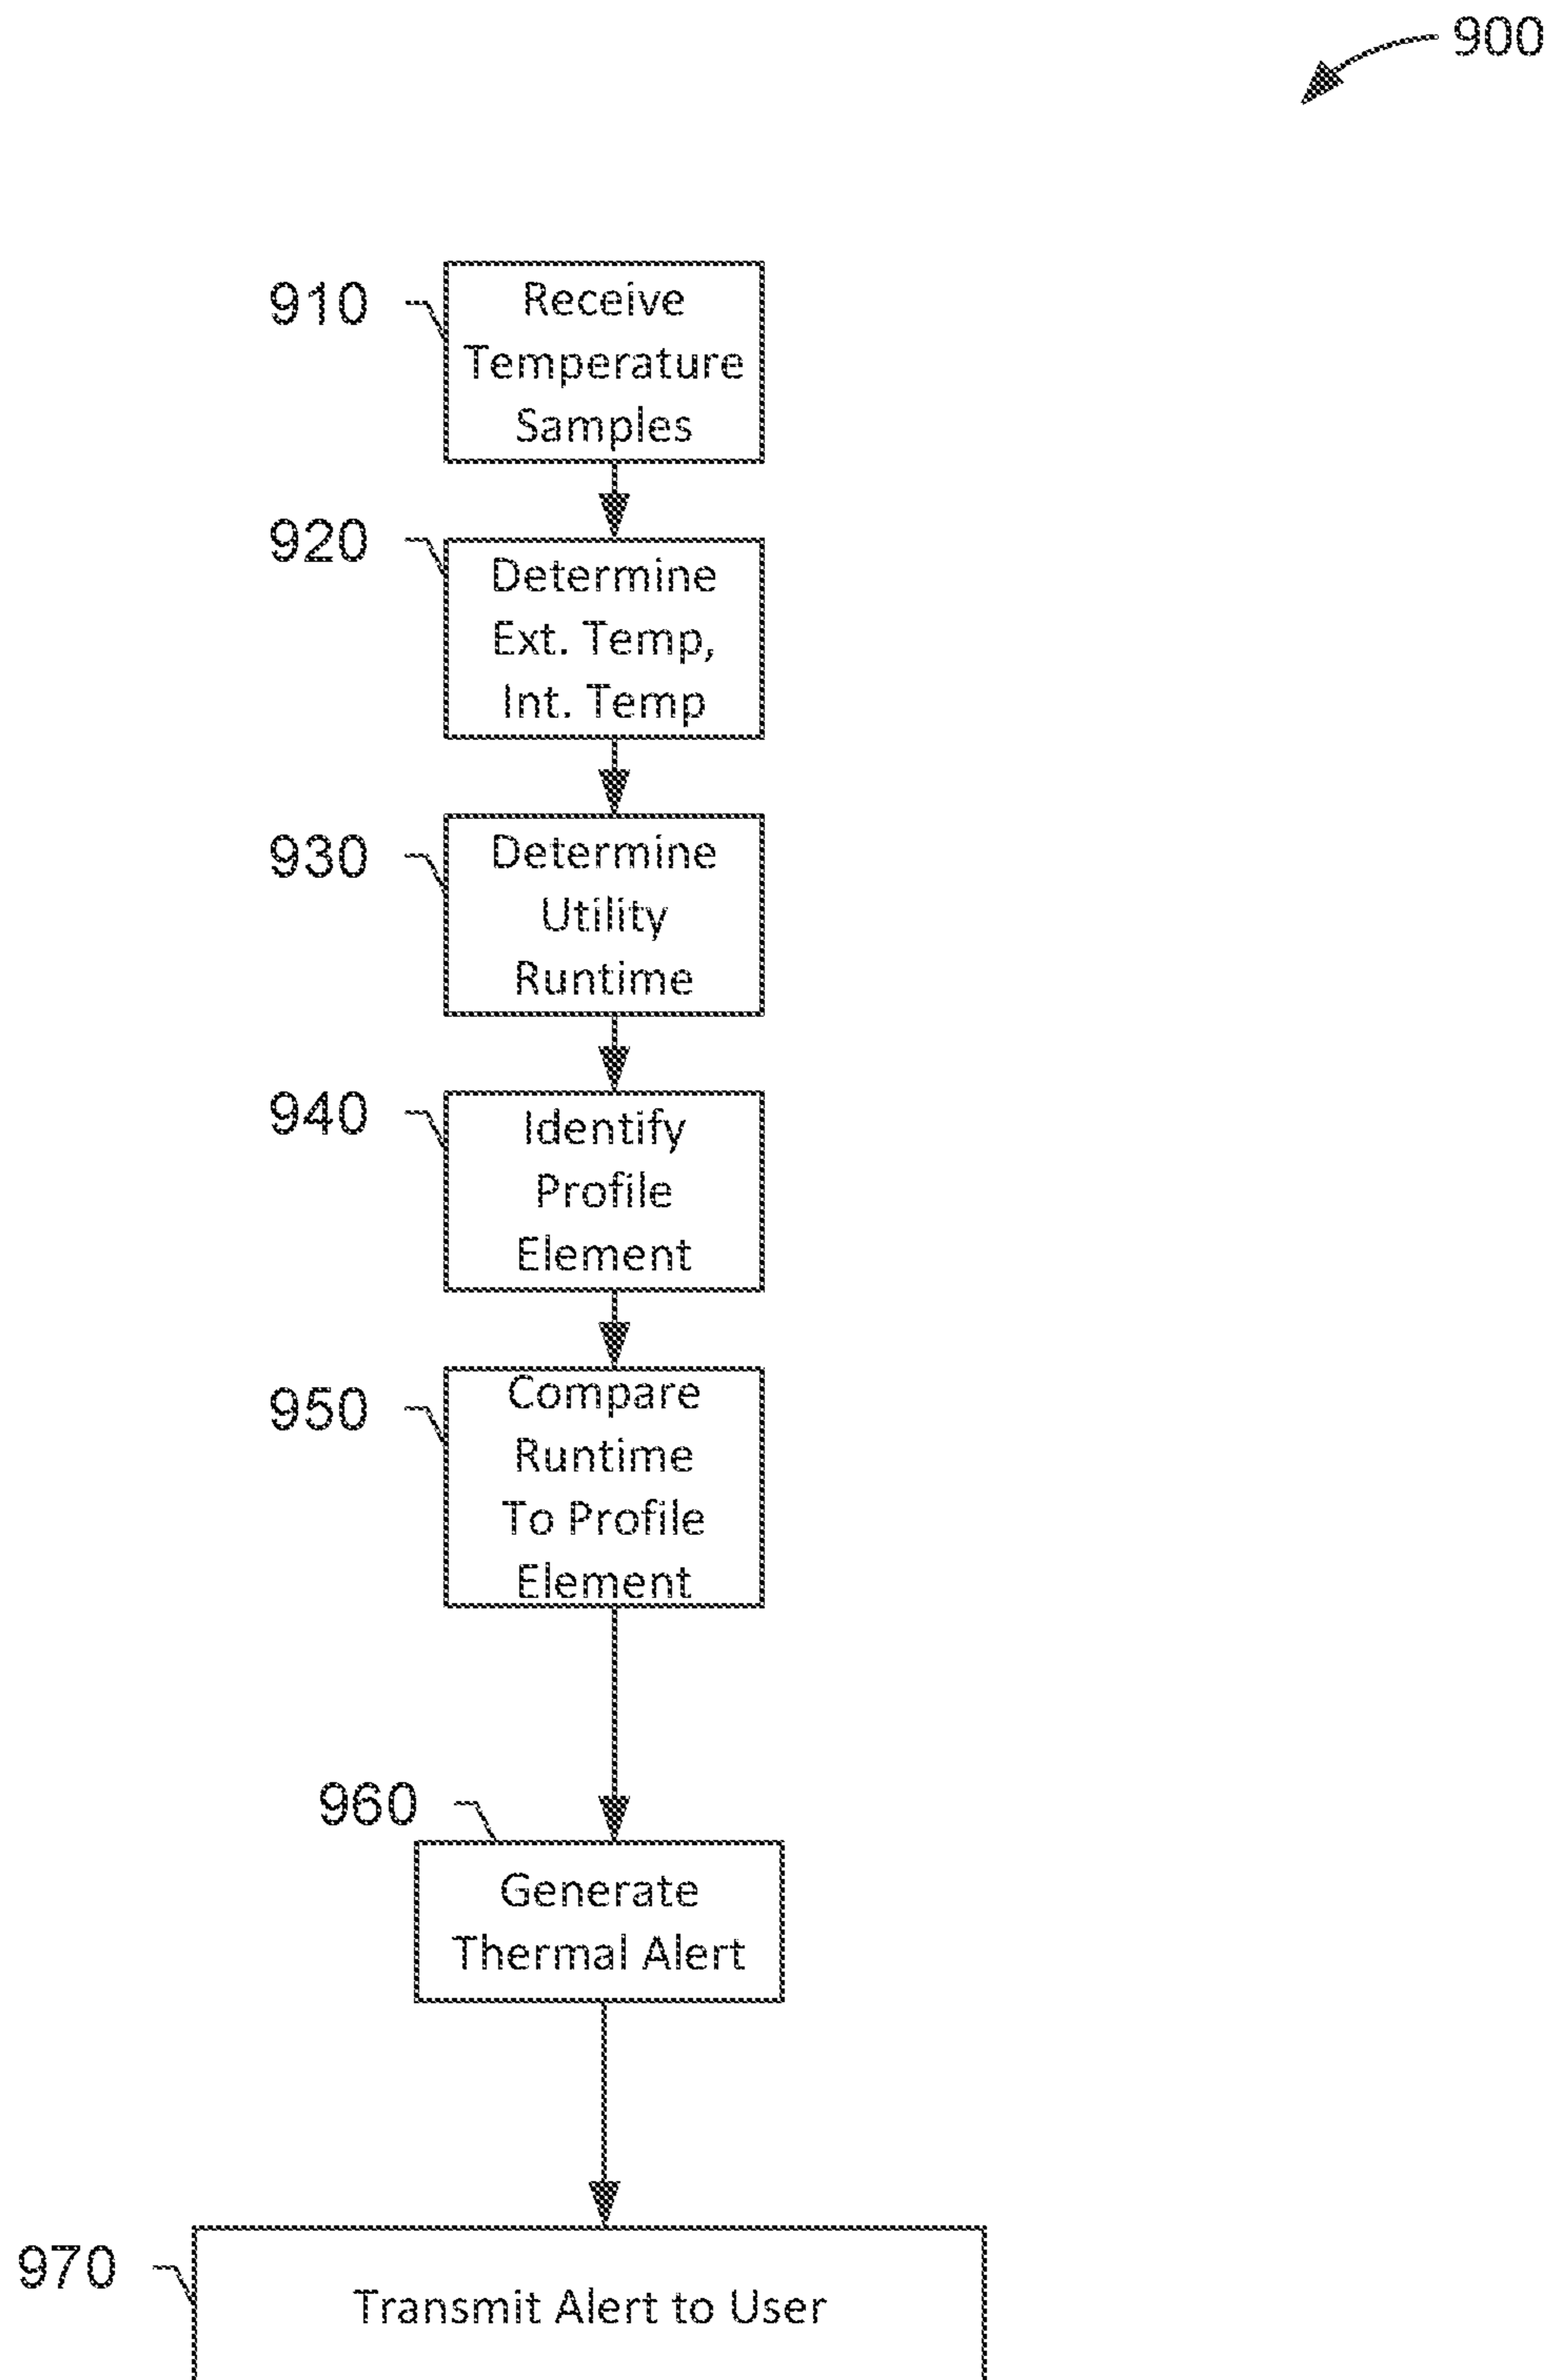 900
910
Receive
Temperature
Samples
920
Determine
Ext. Temp,
Int. Temp
930
Determine
Utility
Runtime
940
Identify
Profile
Element
950
Compare
Runtime
To Profile
Element
960
Generate
Thermal Alert
970
Transmit Alert to User